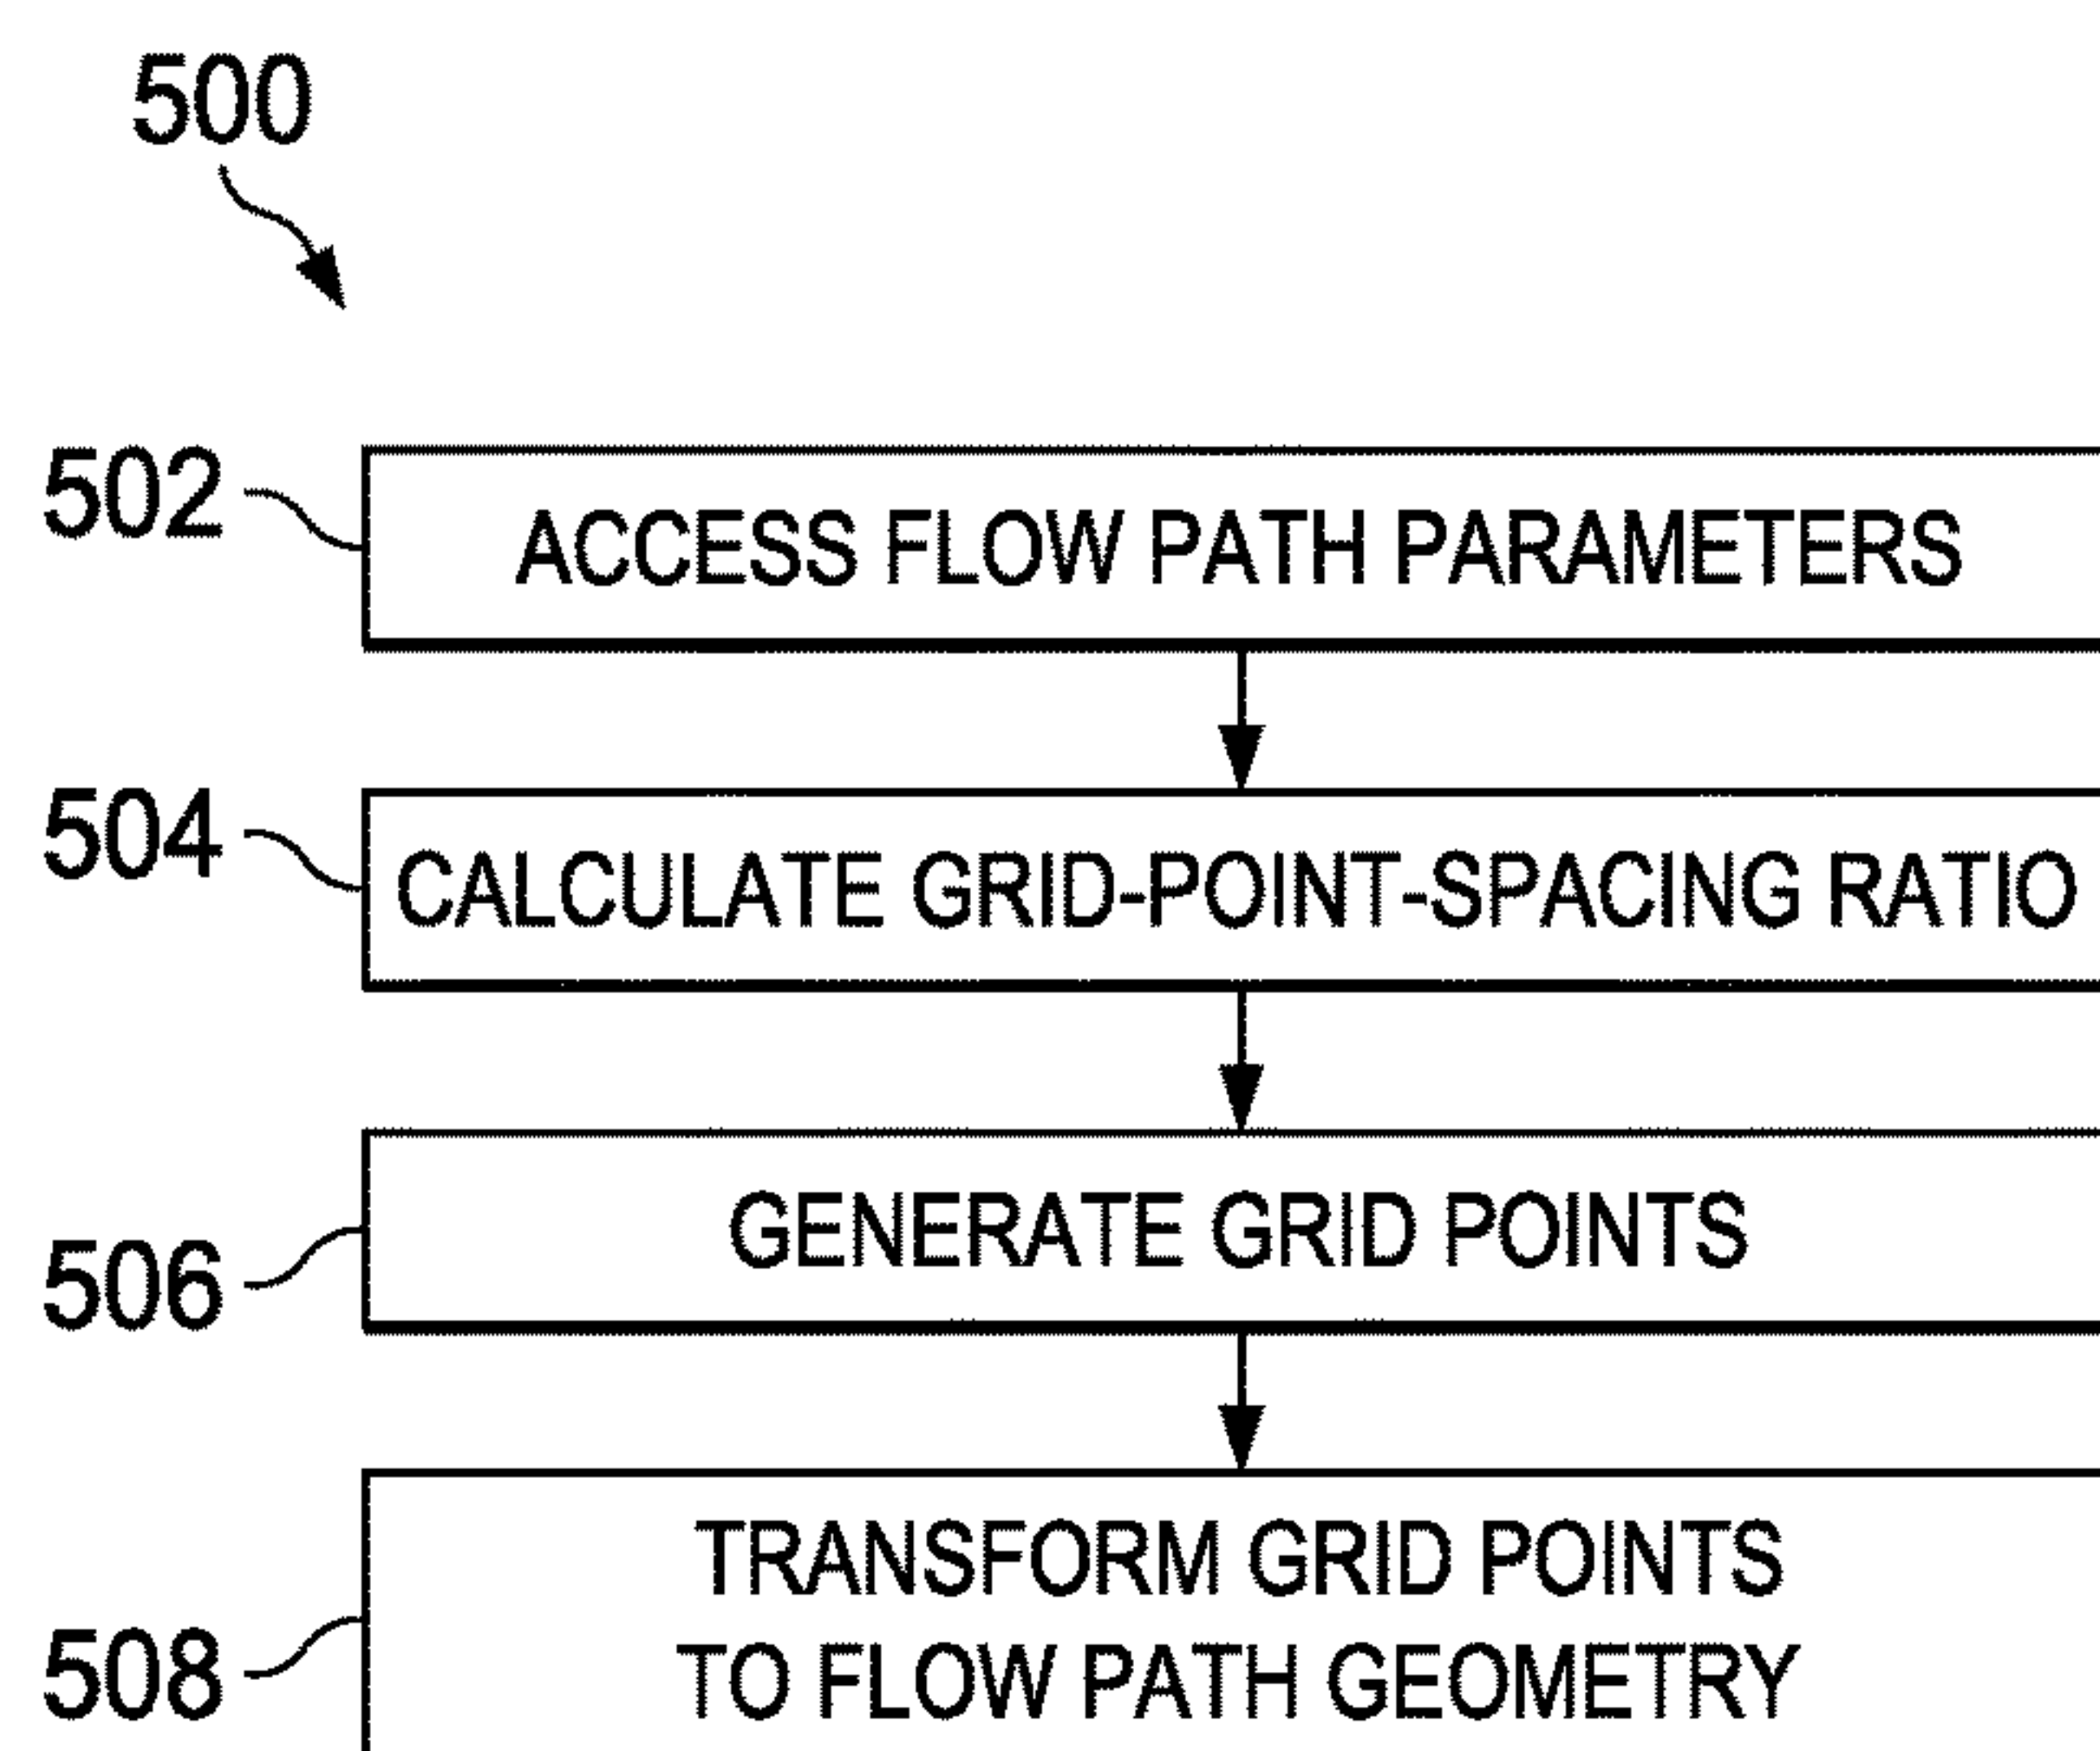 500
502
ACCESS FLOW PATH PARAMETERS
504
CALCULATE GRID-POINT-SPACING RATIO
506
GENERATE GRID POINTS
508
TRANSFORM GRID POINTS
TO FLOW PATH GEOMETRY